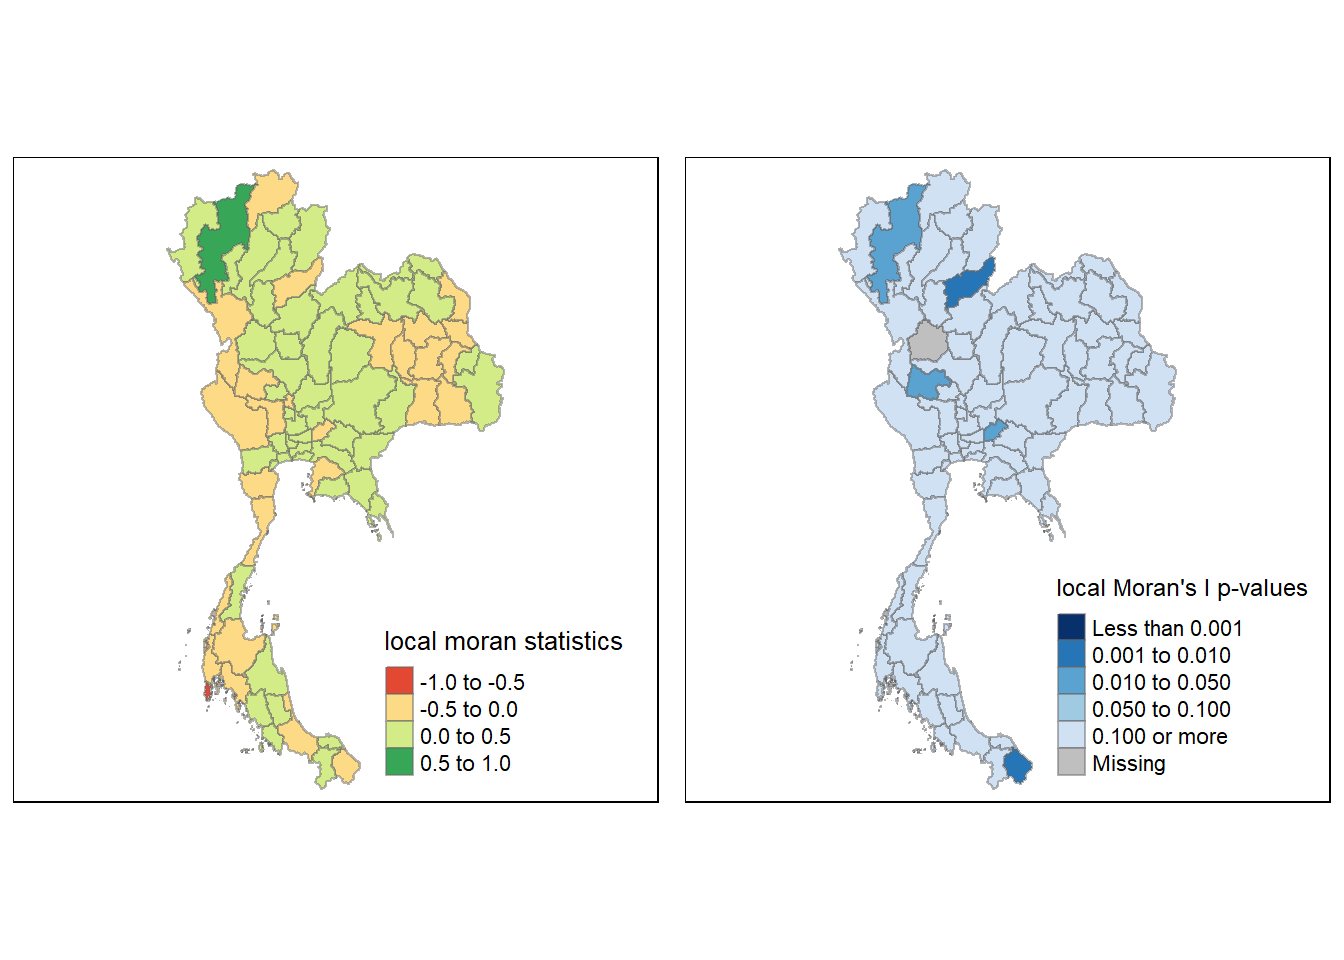 local moran statistics
-1.0 to -0.5
-0.5 to 0.0
0.0 to 0.5
0.5 to 1.0
local Moran's I p-values
Less than 0.001
0.001 to 0.010
0.010 to 0.050
0.050 to 0.100
0.100 or more
Missing